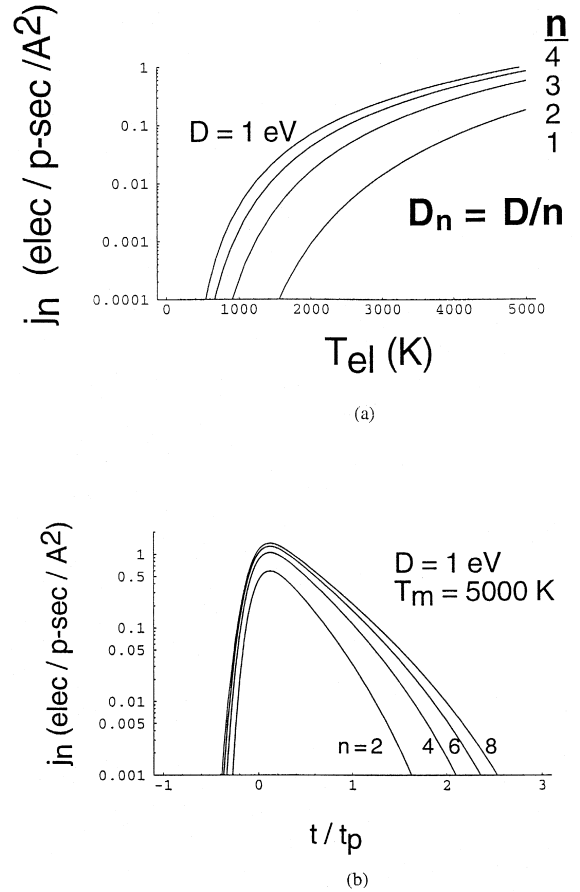 n
4
3
2
1
jn (elec / p-sec/A2)
1
0.1
0.01
0.001
0.0001
D = 1 eV
Dn = D/n
0 1000 2000 3000 4000 5000
Tel (K)
(a)
jn (elec / p-sec / A2)
1
0.5
0.1
0.05
0.01
0.005
0.001
D = 1 eV
Tm = 5000 K
n = 2 4 6 8
-1 0 1 2 3
t / tp
(b)